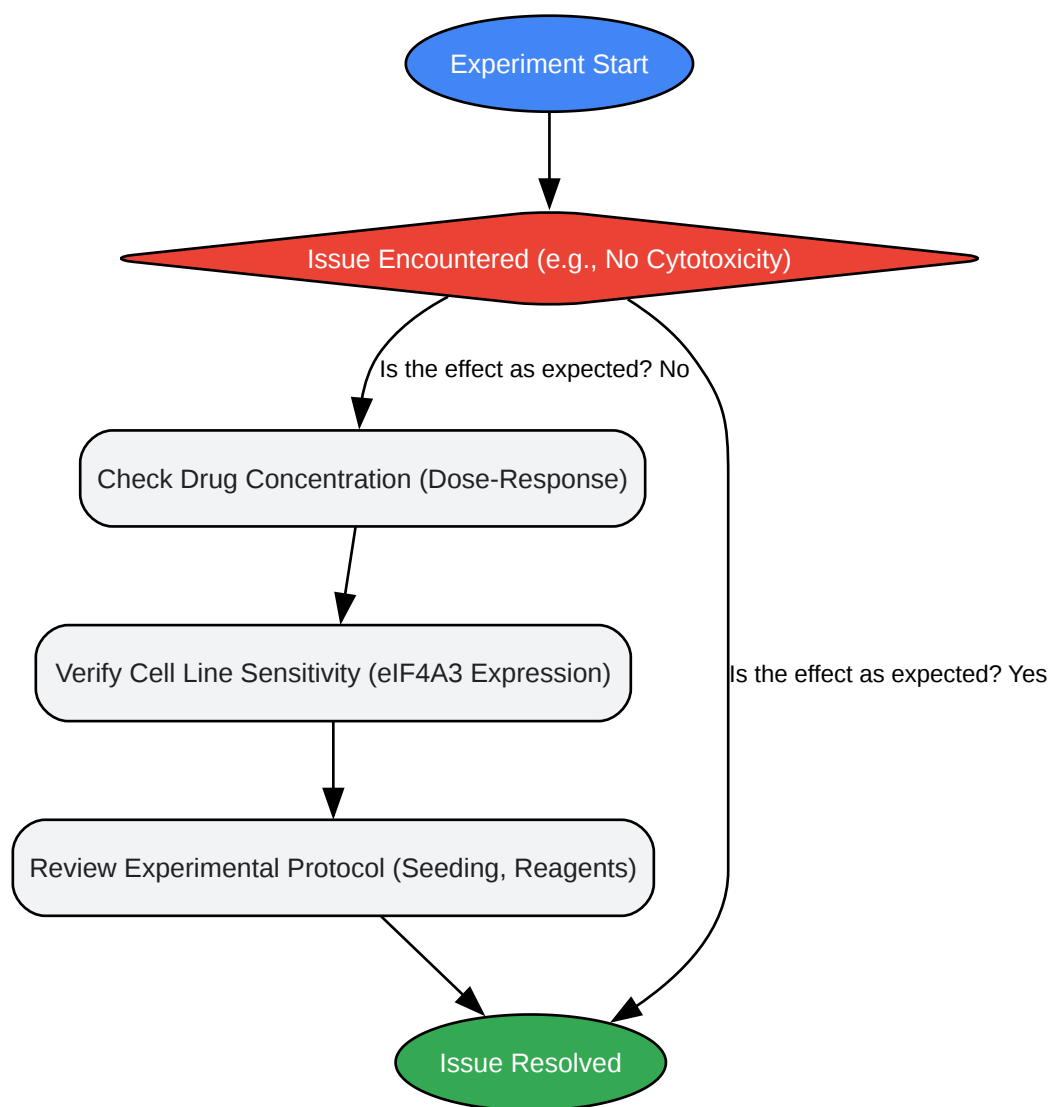 Experiment Start
Issue Encountered (e.g., No Cytotoxicity)
Is the effect as expected? No
Check Drug Concentration (Dose-Response)
Verify Cell Line Sensitivity (eIF4A3 Expression)
Is the effect as expected? Yes
Review Experimental Protocol (Seeding, Reagents)
Issue Resolved